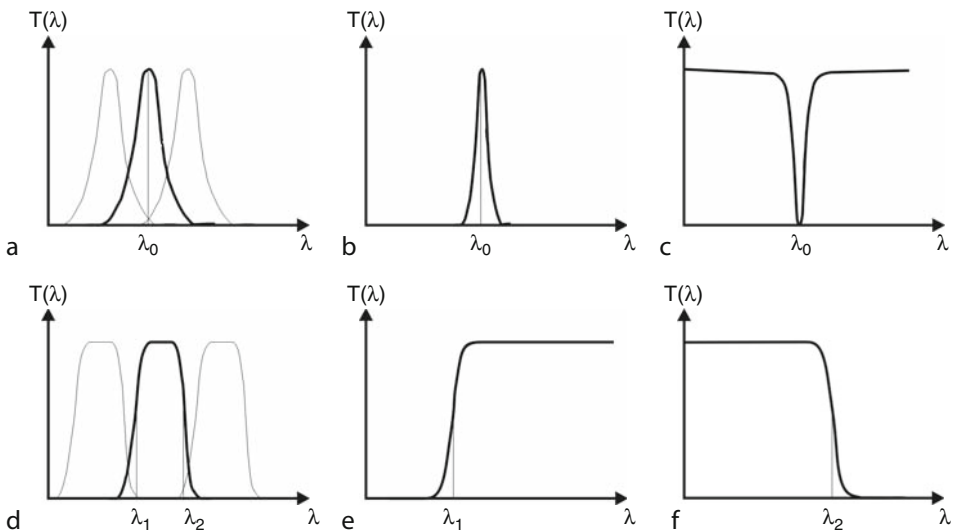 T(λ) T(λ) T(λ)
a λ₀ λ b λ₀ λ c λ₀ λ
T(λ) T(λ) T(λ)
d λ₁ λ₂ λ e λ₁ λ f λ₂ λ